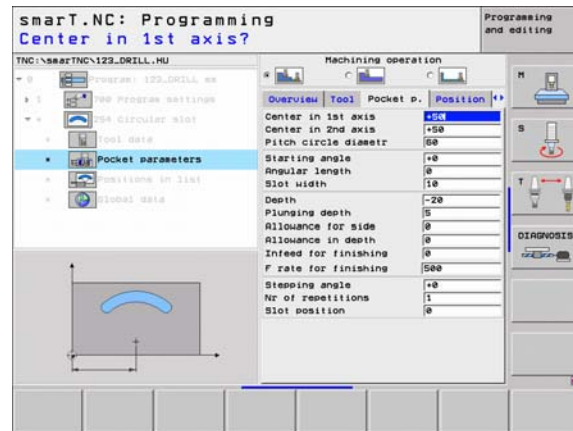 smarT.NC: Programming
Center in 1st axis?
Programming
and editing
TNC:\smarTNC\123_DRILL.HU
0 Program: 123_DRILL mm
1 700 Program settings
254 Circular slot
Tool data
Pocket parameters
Positions in list
Global data
Machining operation
Overview Tool Pocket p. Position
Center in 1st axis +50
Center in 2nd axis +50
Pitch circle diametr 60
Starting angle +0
Angular length 0
Slot width 10
Depth -20
Plunging depth 5
Allowance for side 0
Allowance in depth 0
Infeed for finishing 0
F rate for finishing 500
Stepping angle +0
Nr of repetitions 1
Slot position 0
M
S
T
DIAGNOSIS